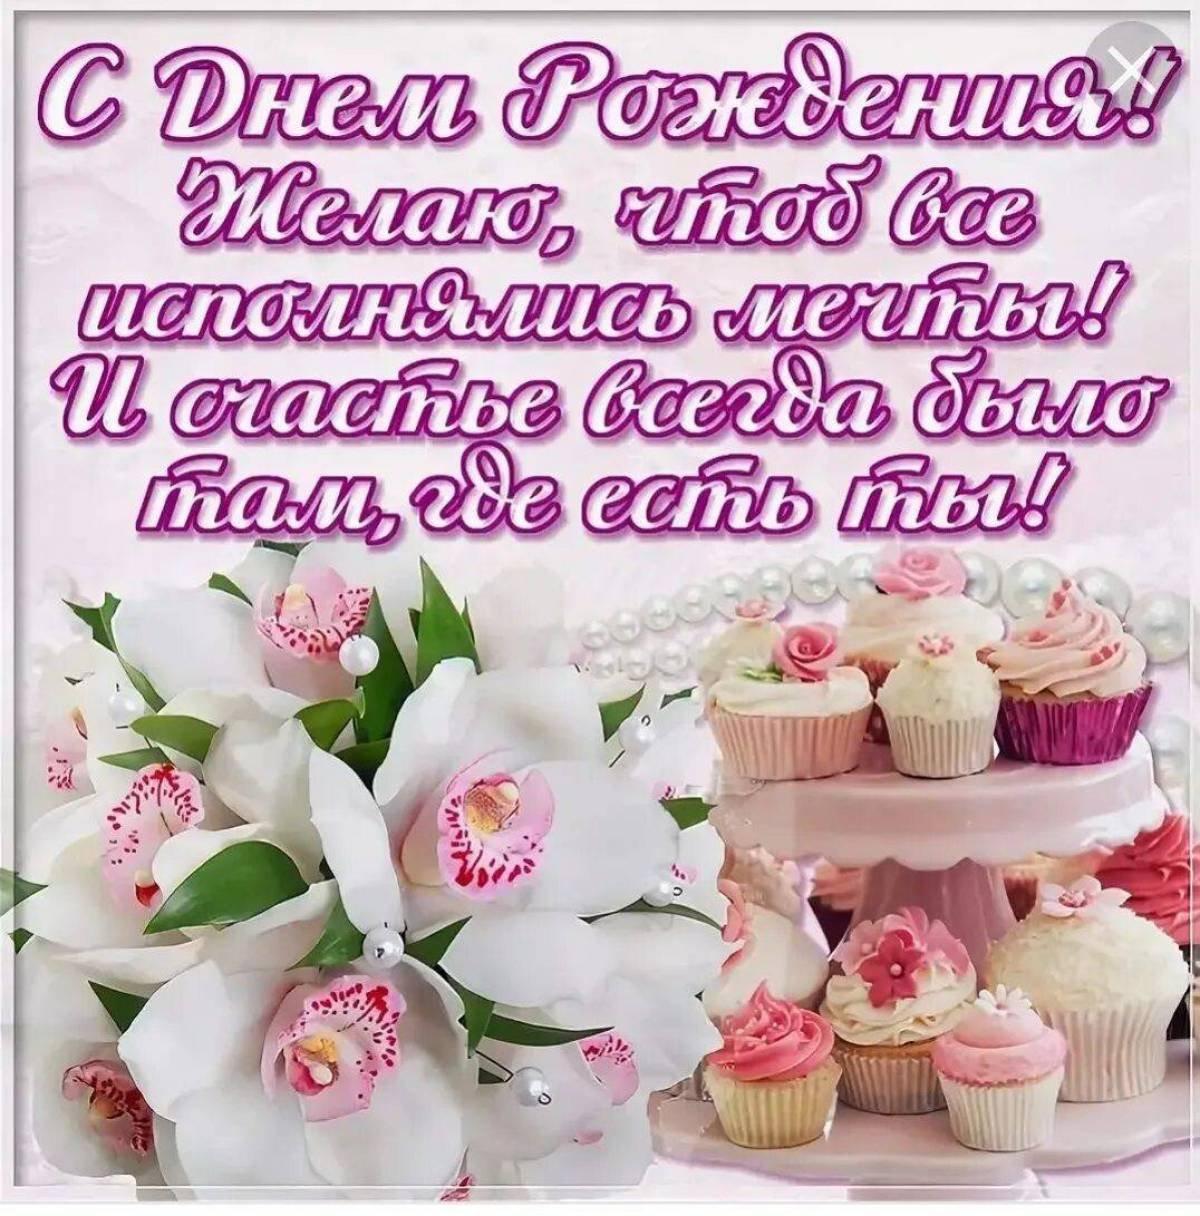 С Днем Рождения!
Желаю, чтоб все
исполнялись мечты!
И счастье всегда было
там, где есть ты!